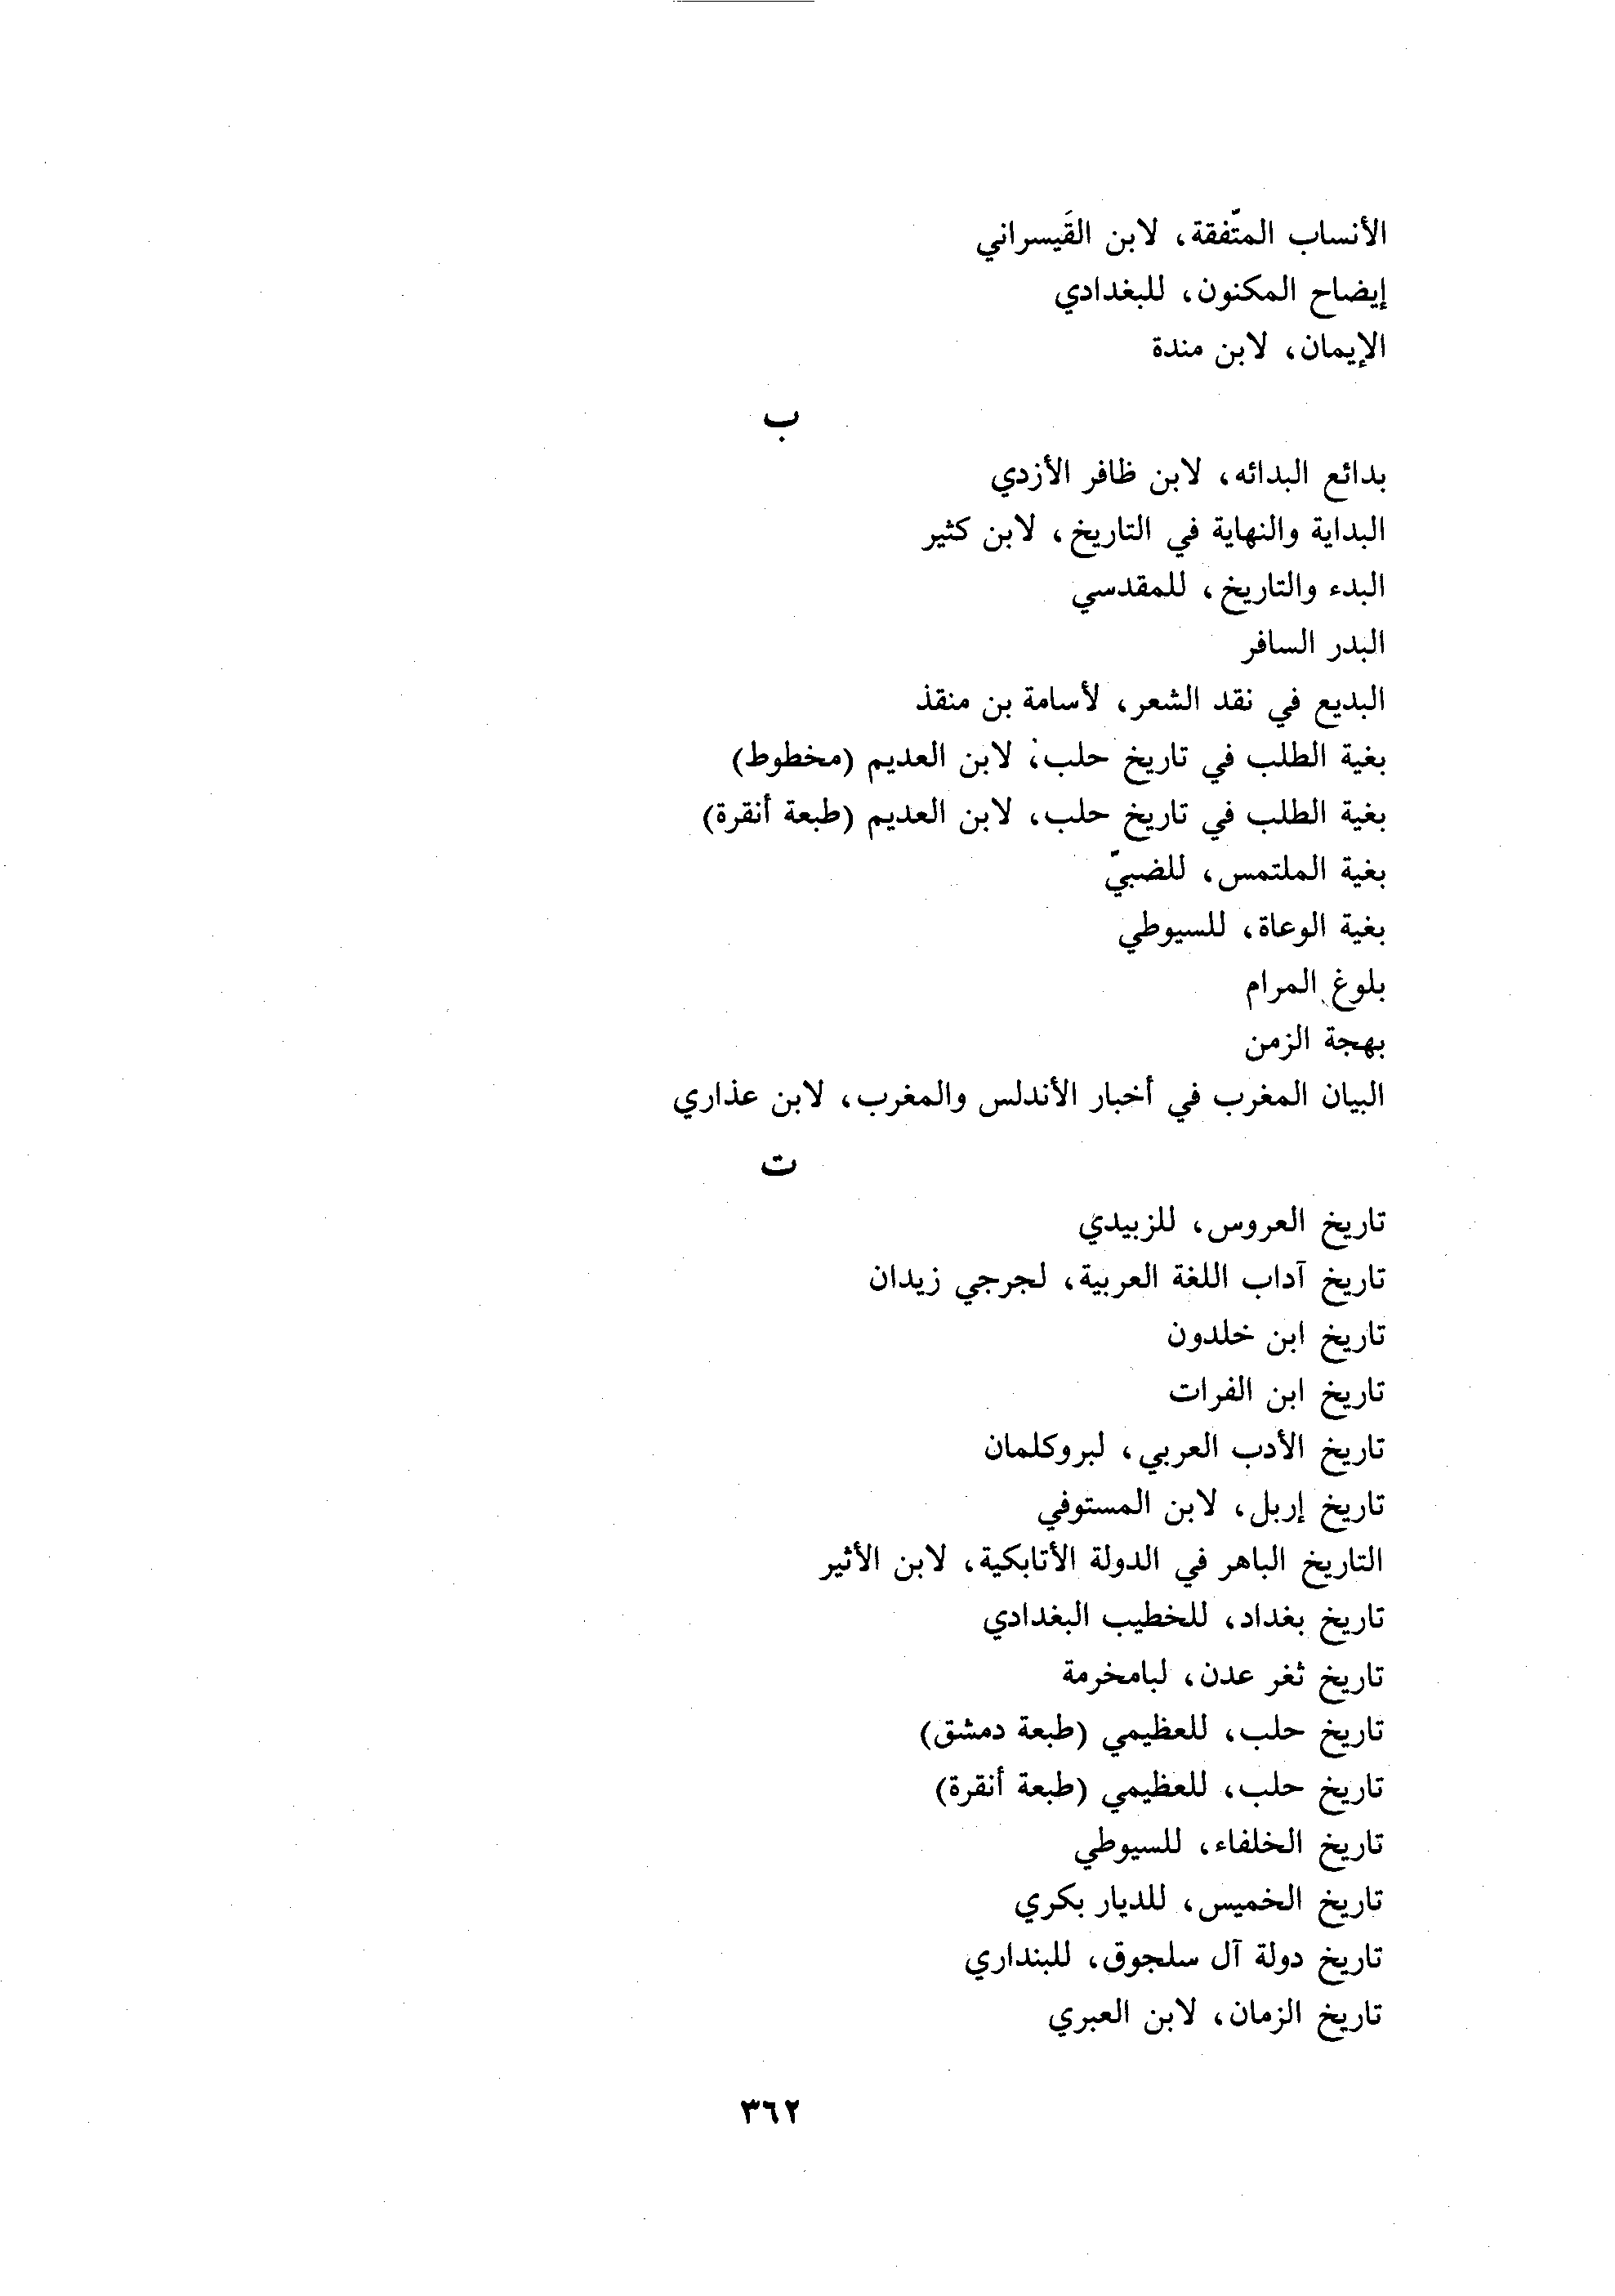 الأنساب المتّفقة، لابن القَيسراني
إيضاح المكنون، للبغدادي
الإيمان، لابن مندة
ب
بدائع البدائه، لابن ظافر الأزدي
البداية والنهاية في التاريخ، لابن كثير
البدء والتاريخ، للمقدسي
البدر السافر
البديع في نقد الشعر، لأسامة بن منقذ
بغية الطلب في تاريخ حلب، لابن العديم (مخطوط)
بغية الطلب في تاريخ حلب، لابن العديم (طبعة أنقرة)
بغية الملتمس، للضبيّ
بغية الوعاة، للسيوطي
بلوغ المرام
بهجة الزمن
البيان المغرب في أخبار الأندلس والمغرب، لابن عذاري
ت
تاريخ العروس، للزبيدي
تاريخ آداب اللغة العربية، لجرجي زيدان
تاريخ ابن خلدون
تاريخ ابن الفرات
تاريخ الأدب العربي، لبروكلمان
تاريخ إربل، لابن المستوفي
التاريخ الباهر في الدولة الأتابكية، لابن الأثير
تاريخ بغداد، للخطيب البغدادي
تاريخ ثغر عدن، لبامخرمة
تاريخ حلب، للعظيمي (طبعة دمشق)
تاريخ حلب، للعظيمي (طبعة أنقرة)
تاريخ الخلفاء، للسيوطي
تاريخ الخميس، للديار بكري
تاريخ دولة آل سلجوق، للبنداري
تاريخ الزمان، لابن العبري
٣٦٢